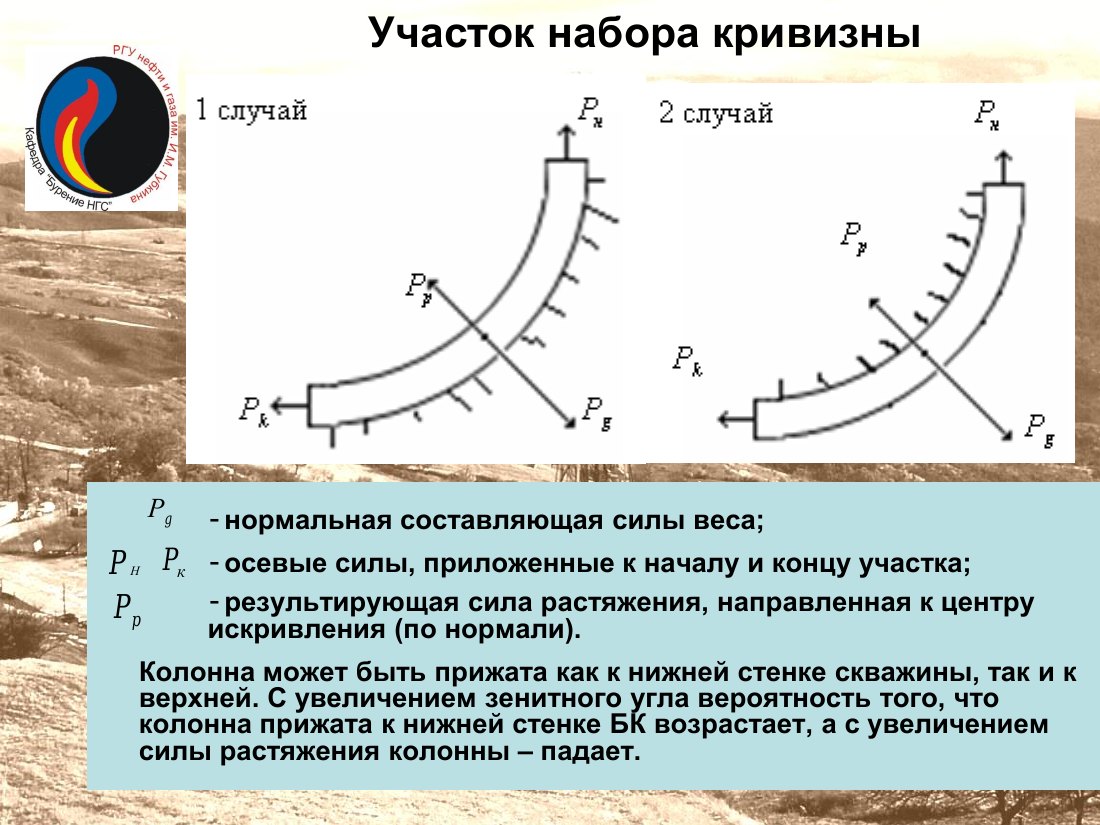 Участок набора кривизны
РГУ нефти и газа им. И.М. Губкина
Кафедра "Бурение НГС"
1 случай
Pн
Pp
Pk
Pg
2 случай
Pн
Pp
Pk
Pg
Pg - нормальная составляющая силы веса;
PН Pк - осевые силы, приложенные к началу и концу участка;
Pp - результирующая сила растяжения, направленная к центру
искривления (по нормали).
Колонна может быть прижата как к нижней стенке скважины, так и к
верхней. С увеличением зенитного угла вероятность того, что
колонна прижата к нижней стенке БК возрастает, а с увеличением
силы растяжения колонны – падает.